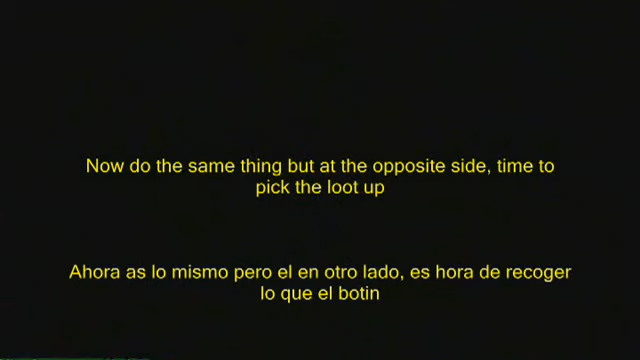 Now do the same thing but at the opposite side, time to
pick the loot up
Ahora as lo mismo pero el en otro lado, es hora de recoger
lo que el botin